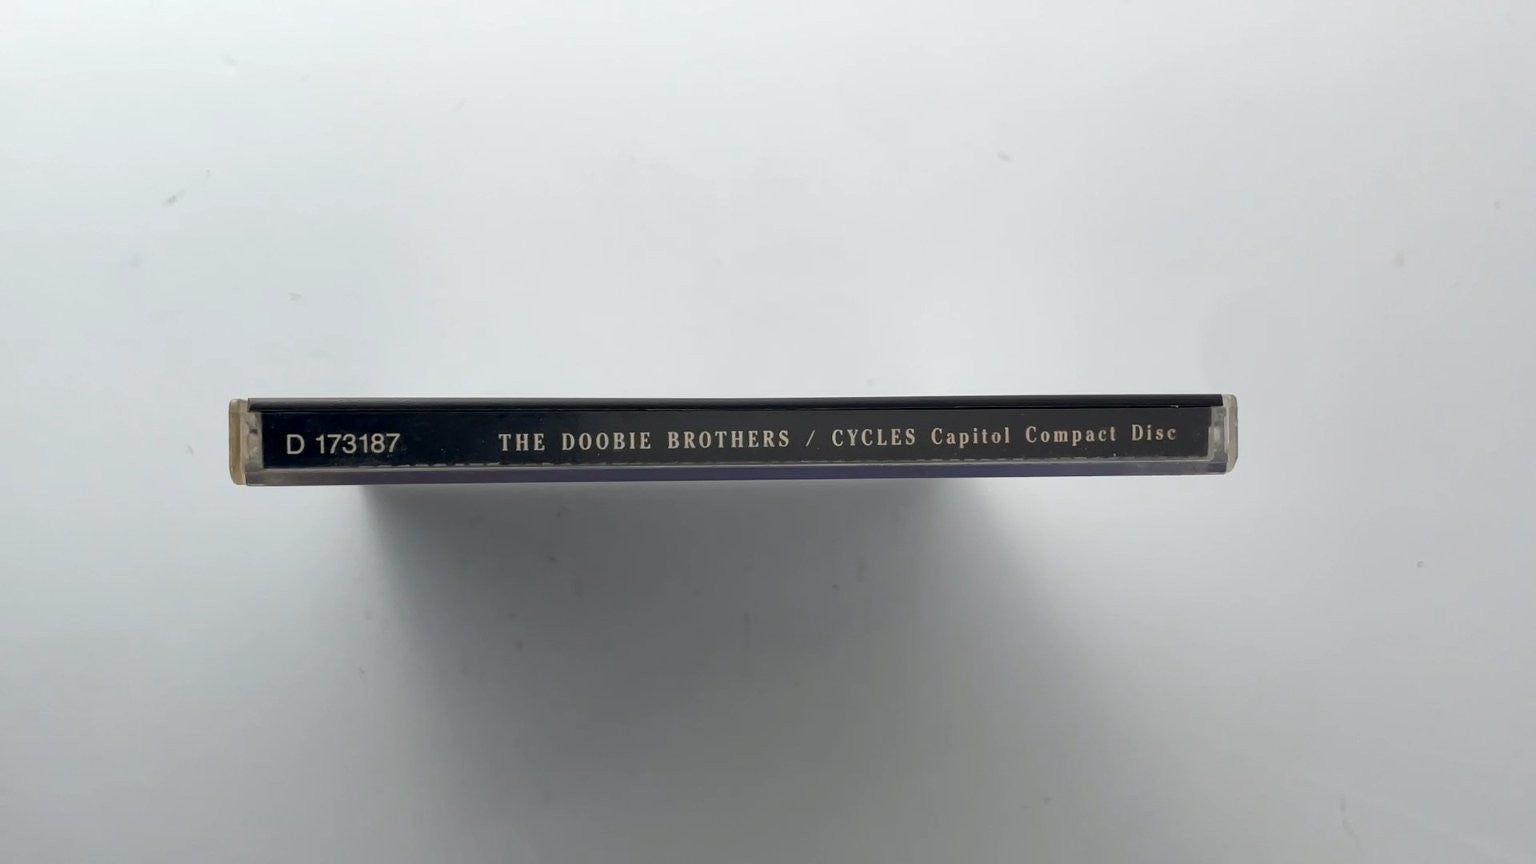 D 173187 THE DOOBIE BROTHERS / CYCLES Capitol Compact Disc